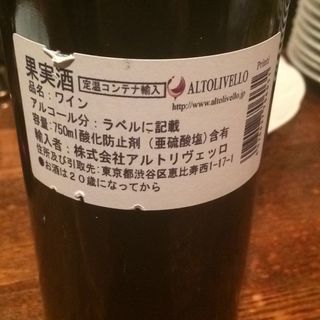 果実酒 定温コンテナ輸入
ALTOLIVELLO
http://www.altolivello.jp
Printed
品名:ワイン
アルコール分:ラベルに記載
容量:750ml 酸化防止剤(亜硫酸塩)含有
輸入者:株式会社アルトリヴェッロ
住所及び引取先:東京都渋谷区恵比寿西1-17-1
●お酒は20歳になってから